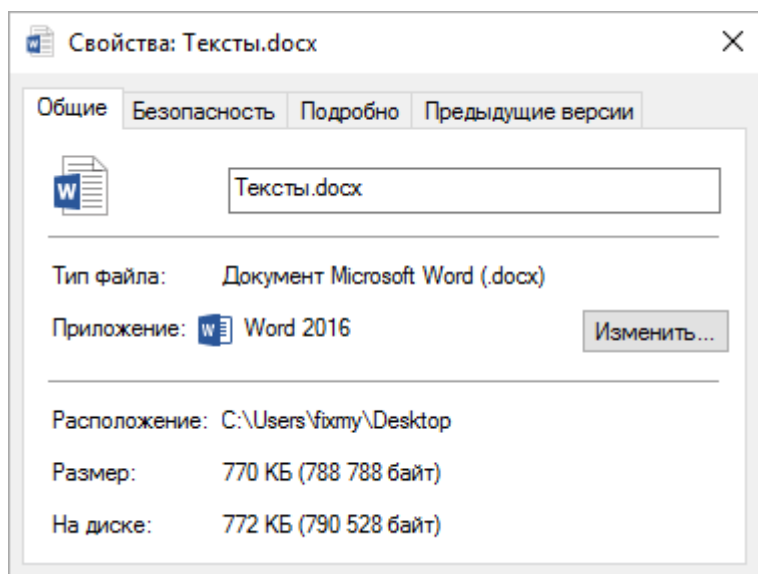 Свойства: Тексты.docx
Общие Безопасность Подробно Предыдущие версии
Тексты.docx
Тип файла: Документ Microsoft Word (.docx)
Приложение: Word 2016 Изменить...
Расположение: C:\Users\fixmy\Desktop
Размер: 770 КБ (788 788 байт)
На диске: 772 КБ (790 528 байт)